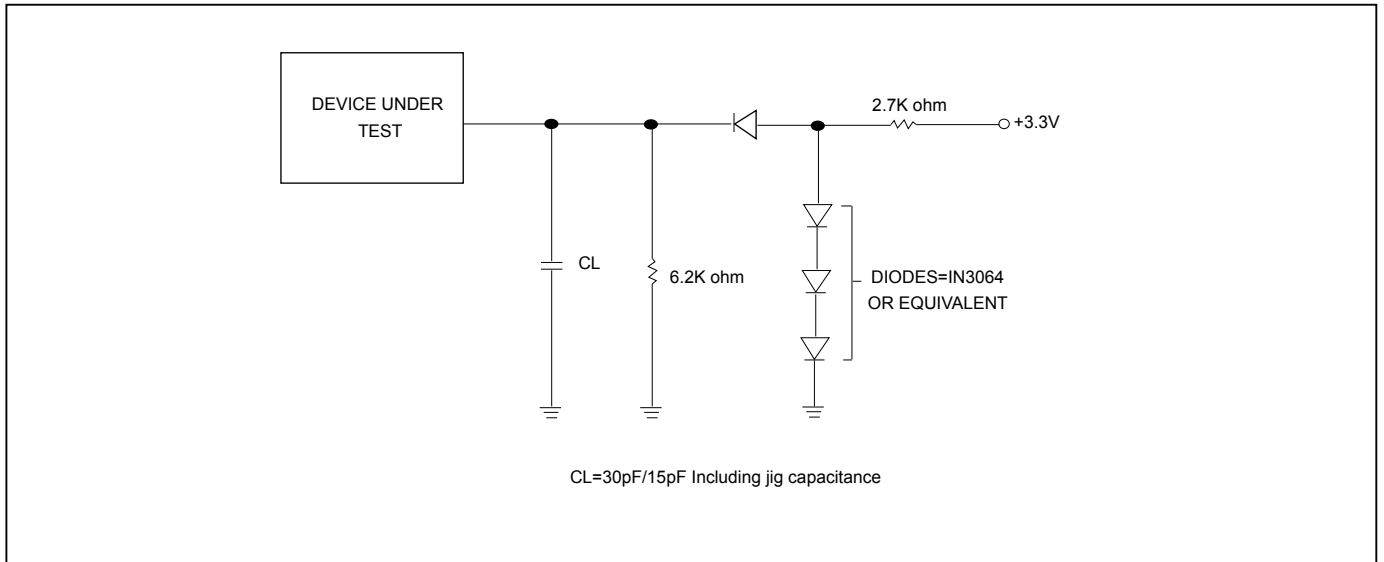 DEVICE UNDER
TEST
2.7K ohm
+3.3V
CL
6.2K ohm
DIODES=IN3064
OR EQUIVALENT
CL=30pF/15pF Including jig capacitance